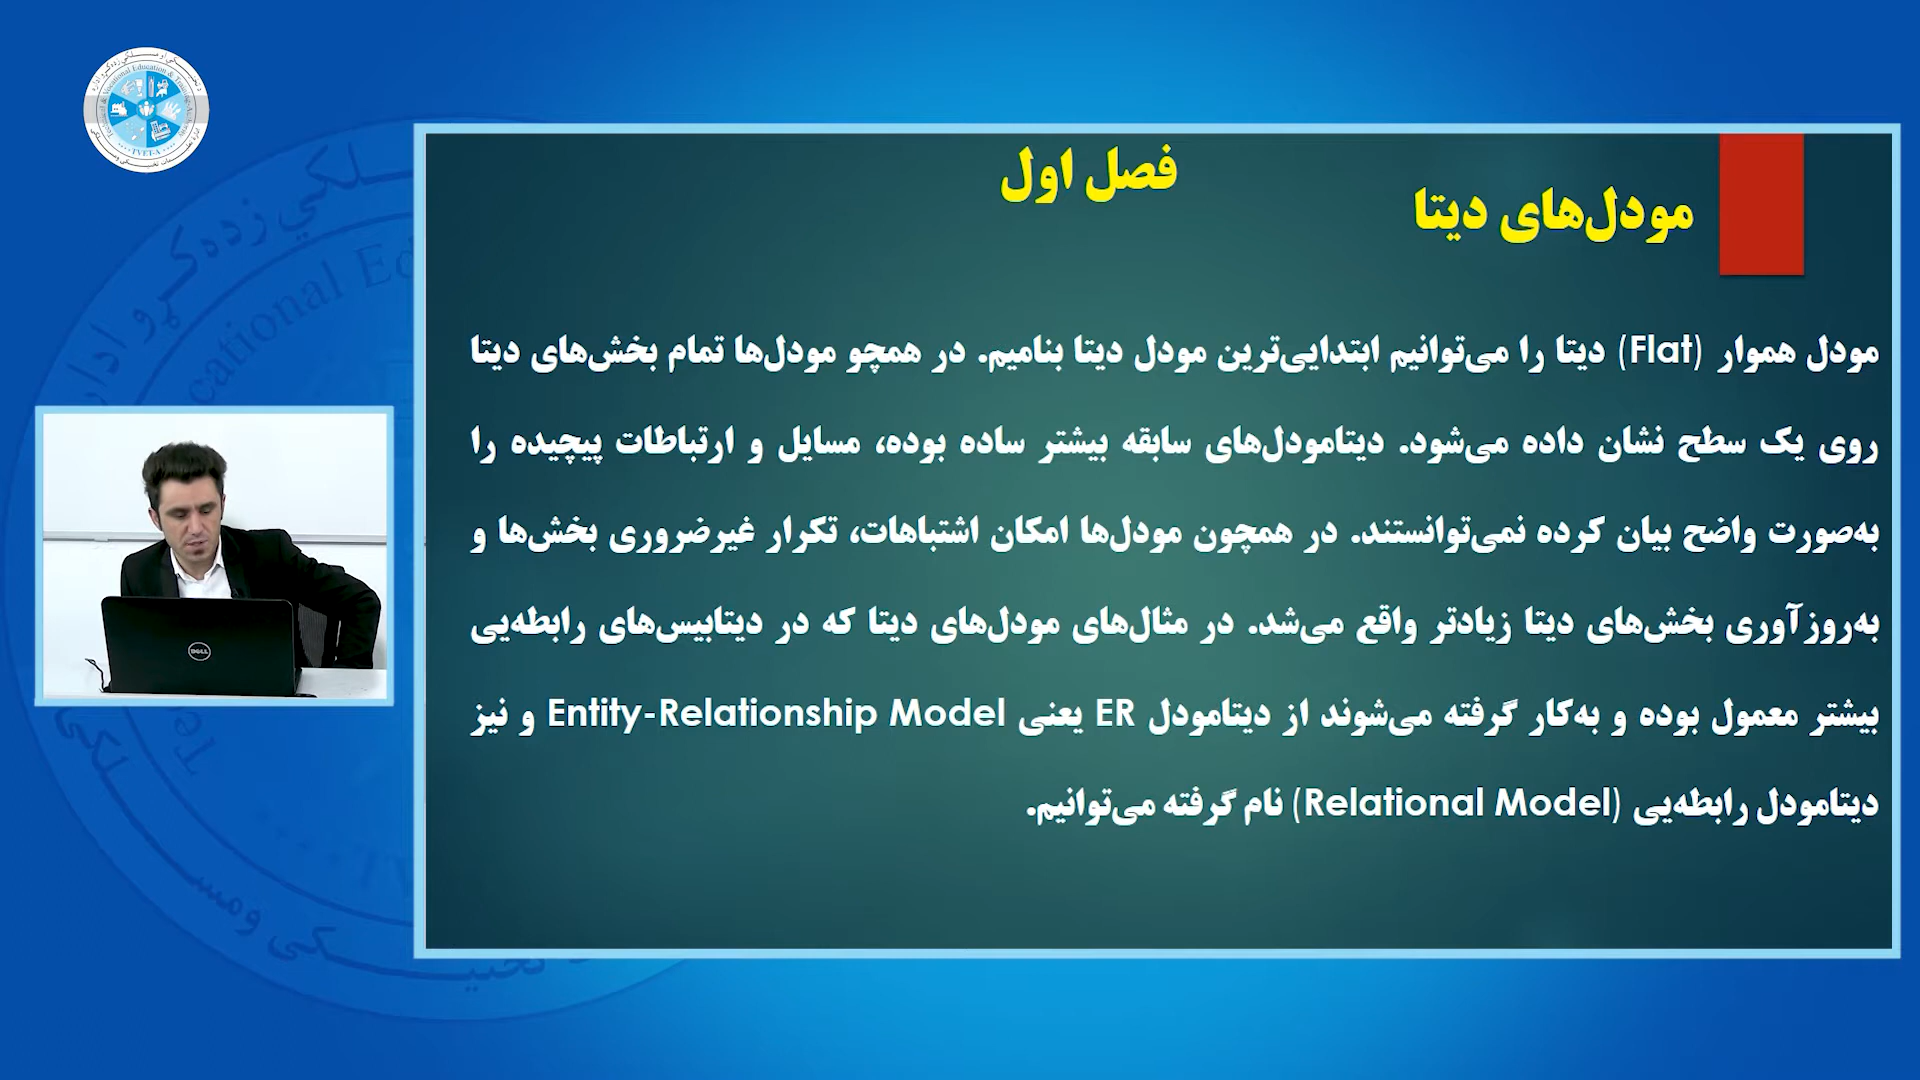 فصل اول
مودل‌های دیتا
مودل هموار (Flat) دیتا را می‌توانیم ابتدایی‌ترین مودل دیتا بنامیم. در همچو مودل‌ها تمام بخش‌های دیتا
روی یک سطح نشان داده می‌شود. دیتامودل‌های سابقه بیشتر ساده بوده، مسایل و ارتباطات پیچیده را
به‌صورت واضح بیان کرده نمی‌توانستند. در همچون مودل‌ها امکان اشتباهات، تکرار غیرضروری بخش‌ها و
به‌روزآوری بخش‌های دیتا زیادتر واقع می‌شد. در مثال‌های مودل‌های دیتا که در دیتابیس‌های رابطه‌یی
بیشتر معمول بوده و به‌کار گرفته می‌شوند از دیتامودل ER یعنی Entity-Relationship Model و نیز
دیتامودل رابطه‌یی (Relational Model) نام گرفته می‌توانیم.
DELL
TVET-A